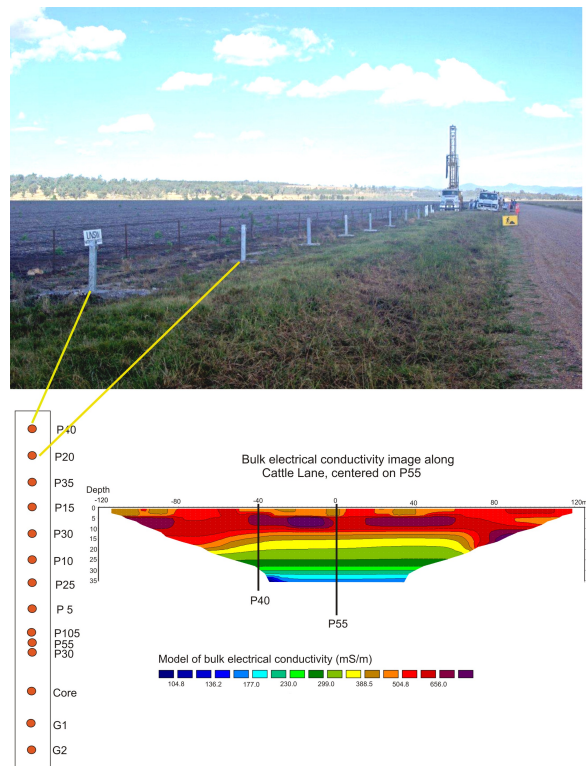 UNSW
P40
P20
P35
P15
P30
P10
P25
P 5
P105
P55
P30
Core
G1
G2
Bulk electrical conductivity image along
Cattle Lane, centered on P55
Depth
-120 -80 -40 0 80 120m
0
5
10
15
20
25
30
35
P40
P55
Model of bulk electrical conductivity (mS/m)
104.8 136.2 177.0 230.0 299.0 388.5 504.8 656.0